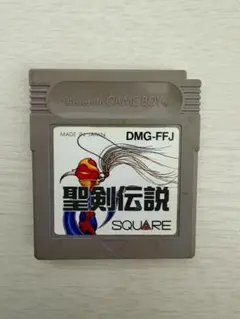 Nintendo GAME BOY
MADE IN JAPAN
DMG-FFJ
聖剣伝説
SQUARE